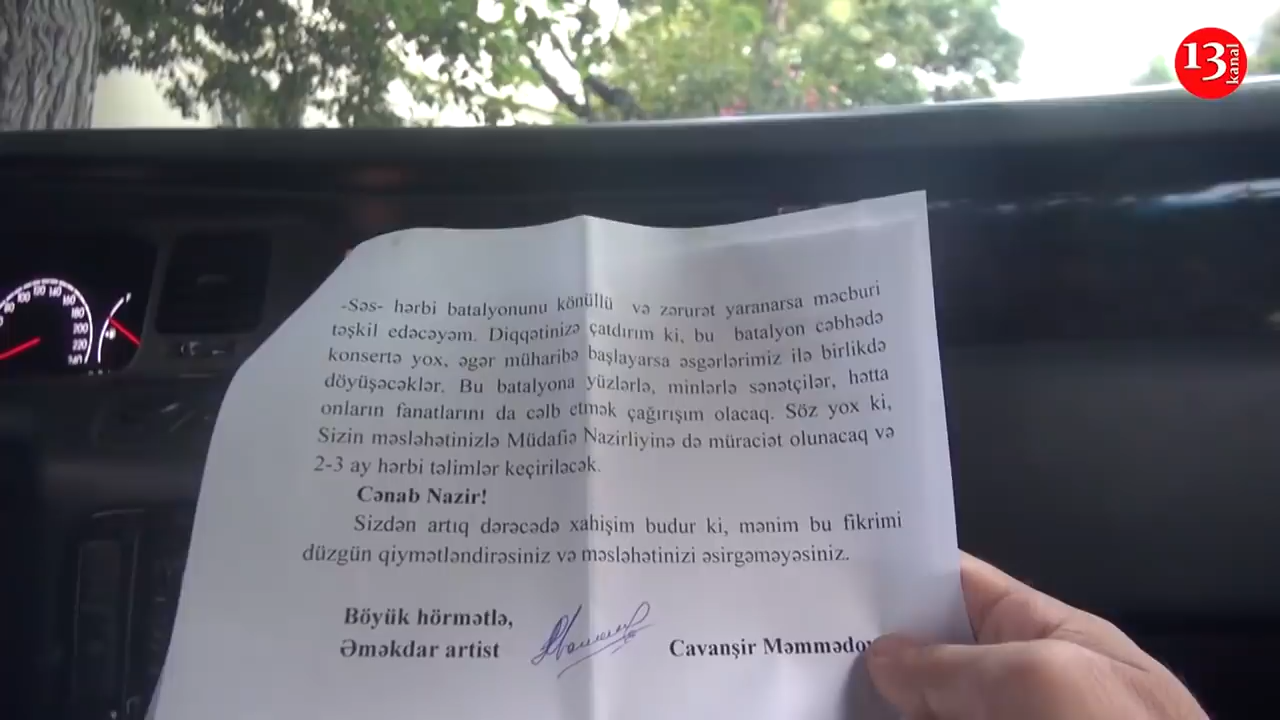 13
kanal
-Səs- hərbi batalyonunu könüllü və zərurət yaranarsa məcburi
təşkil edəcəyəm. Diqqətinizə çatdırım ki, bu batalyon cəbhədə
konsertə yox, əgər müharibə başlayarsa əsgərlərimiz ilə birlikdə
döyüşəcəklər. Bu batalyona yüzlərlə, minlərlə sənətçilər, hətta
onların fanatlarını da cəlb etmək çağırışım olacaq. Söz yox ki,
Sizin məsləhətinizlə Müdafiə Nazirliyinə də müraciət olunacaq və
2-3 ay hərbi təlimlər keçiriləcək.
Cənab Nazir!
Sizdən artıq dərəcədə xahişim budur ki, mənim bu fikrimi
düzgün qiymətləndirəsiniz və məsləhətinizi əsirgəməyəsiniz.
Böyük hörmətlə,
Əməkdar artist Cavanşir Məmmədov